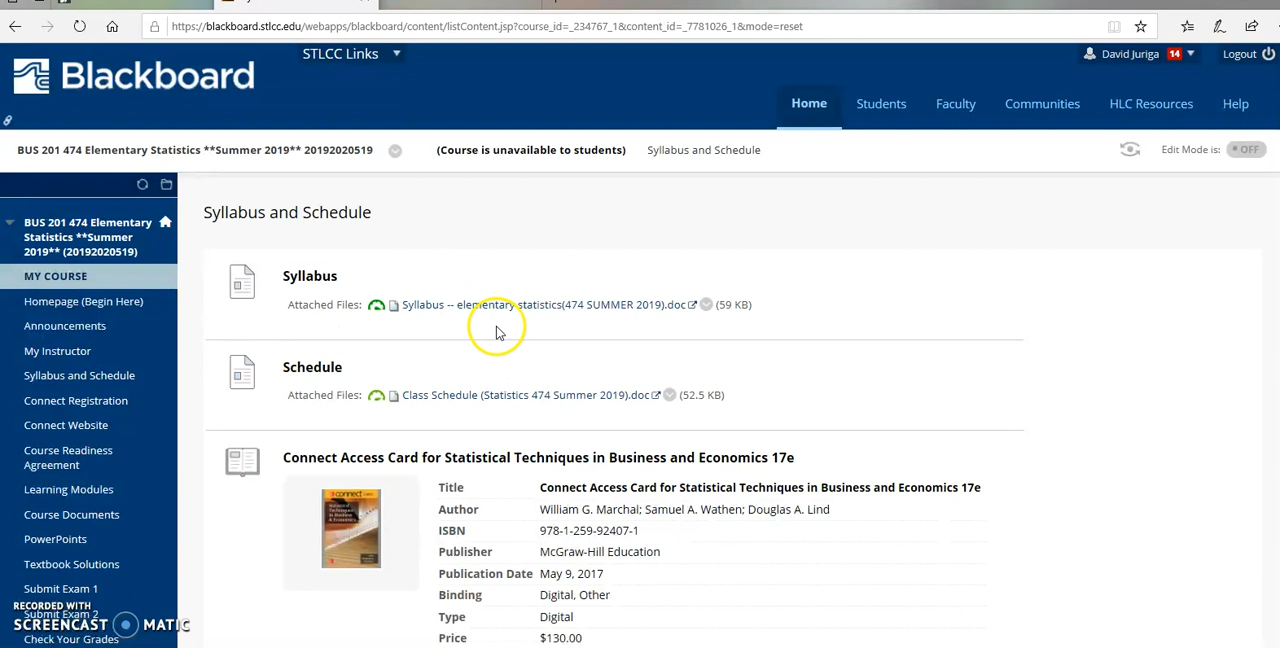 https://blackboard.stlcc.edu/webapps/blackboard/content/listContent.jsp?course_id=_234767_1&content_id=_7781026_1&mode=reset
Blackboard
STLCC Links
David Juriga 14
Logout
Home Students Faculty Communities HLC Resources Help
BUS 201 474 Elementary Statistics **Summer 2019** 20192020519 (Course is unavailable to students) Syllabus and Schedule Edit Mode is: OFF
BUS 201 474 Elementary
Statistics **Summer
2019** (20192020519)
MY COURSE
Homepage (Begin Here)
Announcements
My Instructor
Syllabus and Schedule
Connect Registration
Connect Website
Course Readiness
Agreement
Learning Modules
Course Documents
PowerPoints
Textbook Solutions
Submit Exam 1
Submit Exam 2
Check Your Grades
RECORDED WITH
SCREENCAST MATIC
Syllabus and Schedule
Syllabus
Attached Files: Syllabus -- elementary statistics(474 SUMMER 2019).doc (59 KB)
Schedule
Attached Files: Class Schedule (Statistics 474 Summer 2019).doc (52.5 KB)
Connect Access Card for Statistical Techniques in Business and Economics 17e
Title Connect Access Card for Statistical Techniques in Business and Economics 17e
Author William G. Marchal; Samuel A. Wathen; Douglas A. Lind
ISBN 978-1-259-92407-1
Publisher McGraw-Hill Education
Publication Date May 9, 2017
Binding Digital, Other
Type Digital
Price $130.00